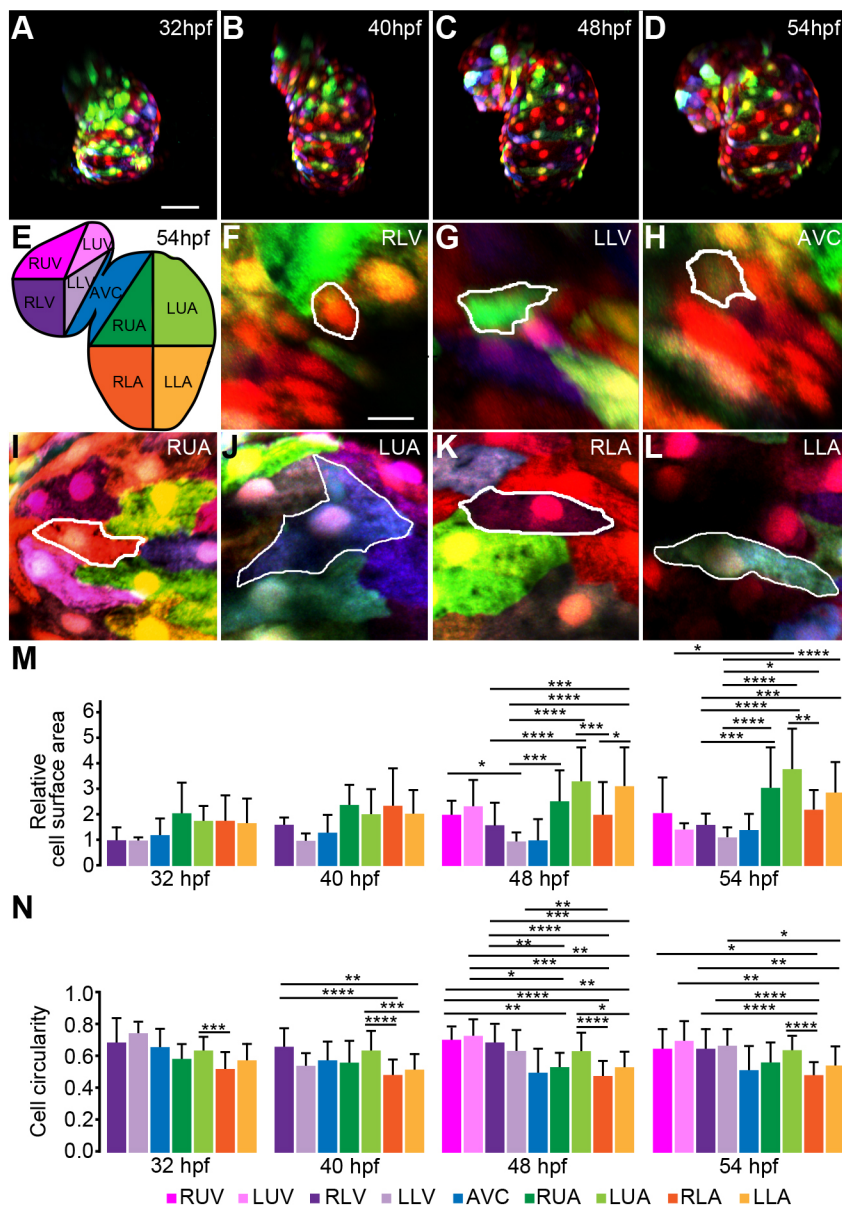 A 32hpf B 40hpf C 48hpf D 54hpf
E 54hpf F RLV G LLV H AVC
LUV
RUV
LLV
RLV AVC
RUA LUA
RLA LLA
I RUA J LUA K RLA L LLA
M
* ****
*** *
**** ****
**** *** ***
**** *** ****
* *** * **** **
***
Relative
cell surface area
6
5
4
3
2
1
0
32 hpf 40 hpf 48 hpf 54 hpf
N
**
***
**** *
** *
** **
*** **
*
** ** ****
**** **** ****
*** *** ** * ****
**** ****
Cell circularity
1.0
0.8
0.6
0.4
0.2
0.0
32 hpf 40 hpf 48 hpf 54 hpf
RUV LUV RLV LLV AVC RUA LUA RLA LLA